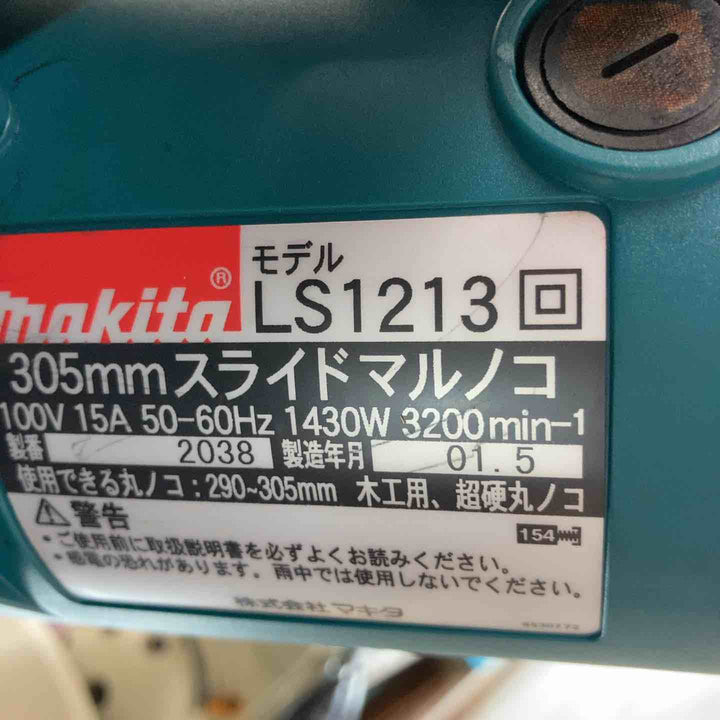 makita® モデル LS1213
305mmスライドマルノコ
100V 15A 50-60Hz 1430W 3200min-1
製番 2038 製造年月 01.5
使用できる丸ノコ:290~305mm 木工用、超硬丸ノコ
警告
154
・ご使用前に取扱説明書を必ずよくお読みください。
・感電の恐れがあります。雨中では使用しないでください。
株式会社 マキタ